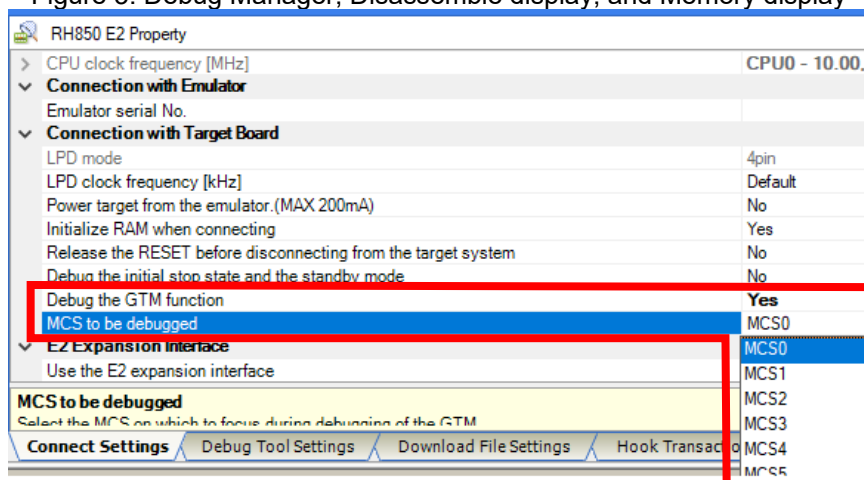 Figure 3. Debug Manager, Disassemble display, and Memory display
RH850 E2 Property
CPU clock frequency [MHz] CPU0 - 10.00,
Connection with Emulator
Emulator serial No.
Connection with Target Board
LPD mode 4pin
LPD clock frequency [kHz] Default
Power target from the emulator.(MAX 200mA) No
Initialize RAM when connecting Yes
Release the RESET before disconnecting from the target system No
Debug the initial stop state and the standby mode No
Debug the GTM function Yes
MCS to be debugged MCS0
E2 Expansion Interface MCS0
Use the E2 expansion interface MCS1
MCS to be debugged MCS2
Select the MCS on which to focus during debugging of the GTM MCS3
Connect Settings Debug Tool Settings Download File Settings Hook Transactio MCS4
MCS5